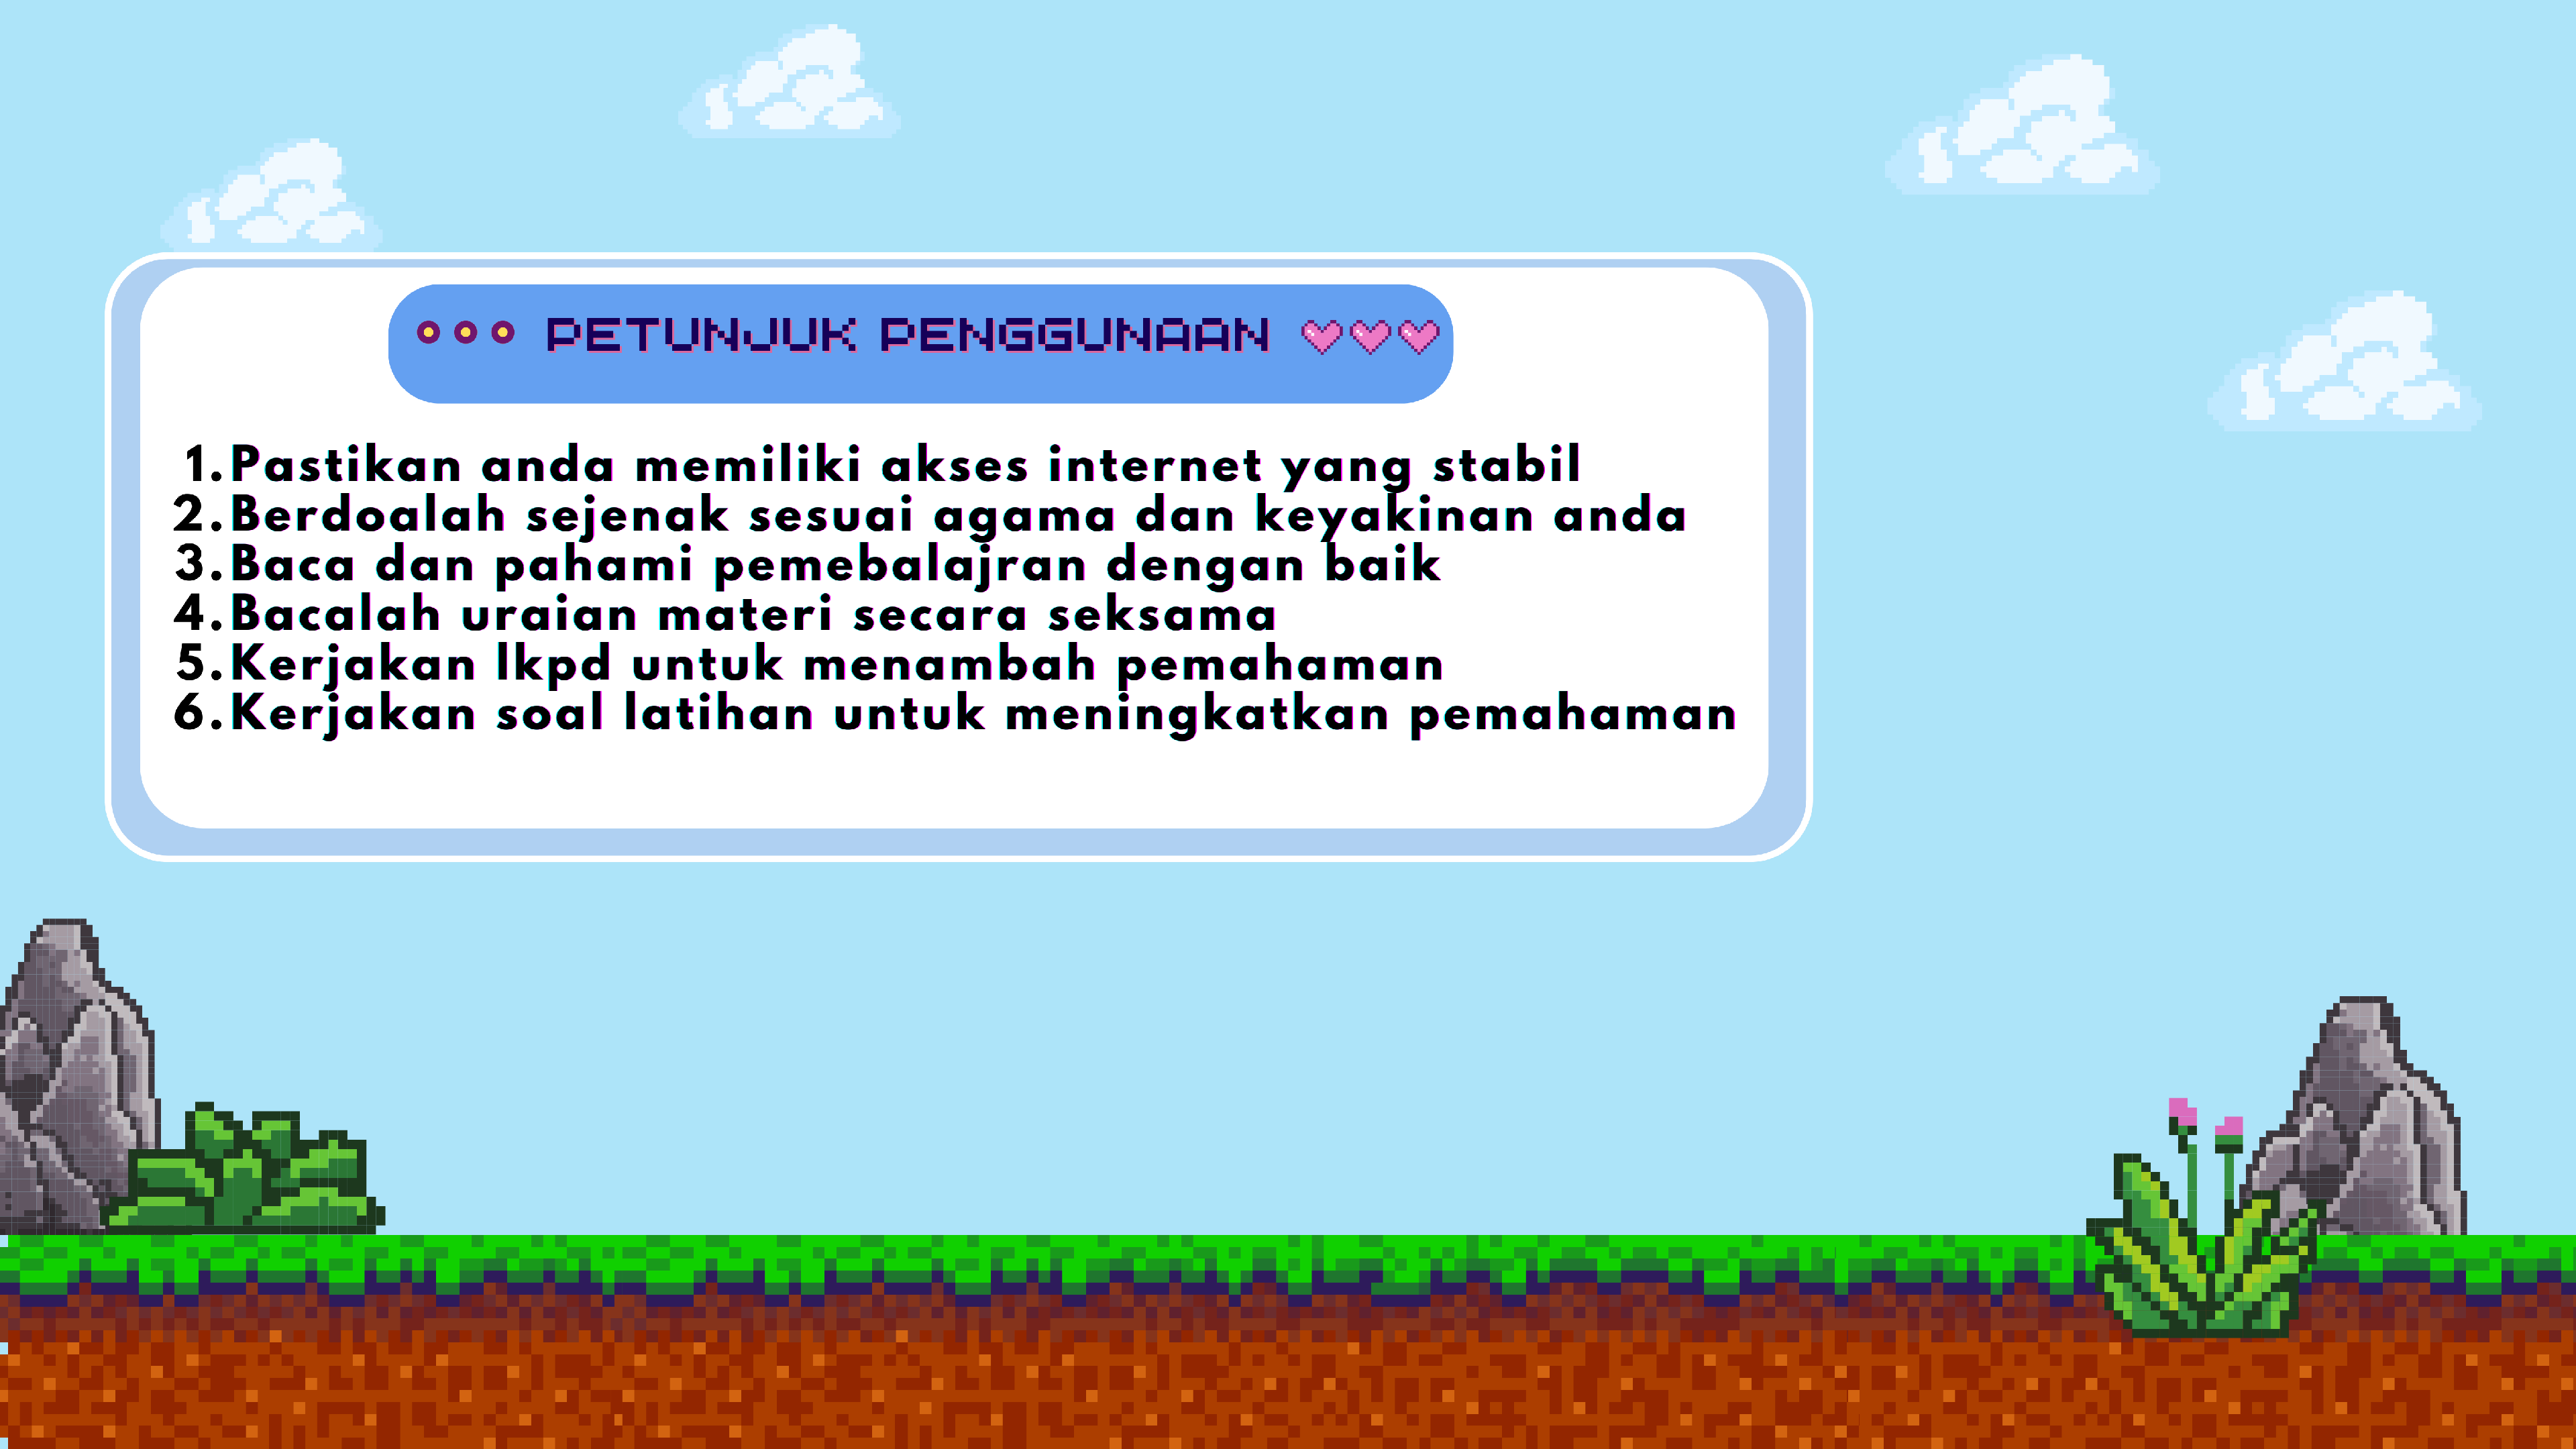 PETUNJUK PENGGUNAAN
1. Pastikan anda memiliki akses internet yang stabil
2. Berdoalah sejenak sesuai agama dan keyakinan anda
3. Baca dan pahami pemebalajran dengan baik
4. Bacalah uraian materi secara seksama
5. Kerjakan lkpd untuk menambah pemahaman
6. Kerjakan soal latihan untuk meningkatkan pemahaman